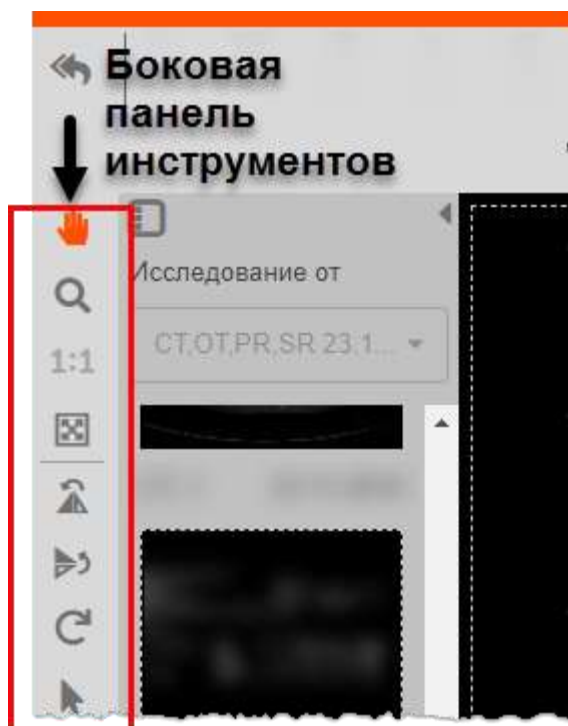 Боковая
панель
инструментов
Исследование от
CT,OT,PR,SR 23.1...
1:1